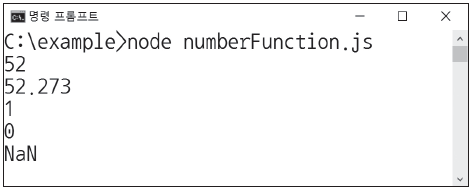 명령 프롬프트
C:\example>node numberFunction.js
52
52.273
1
0
NaN